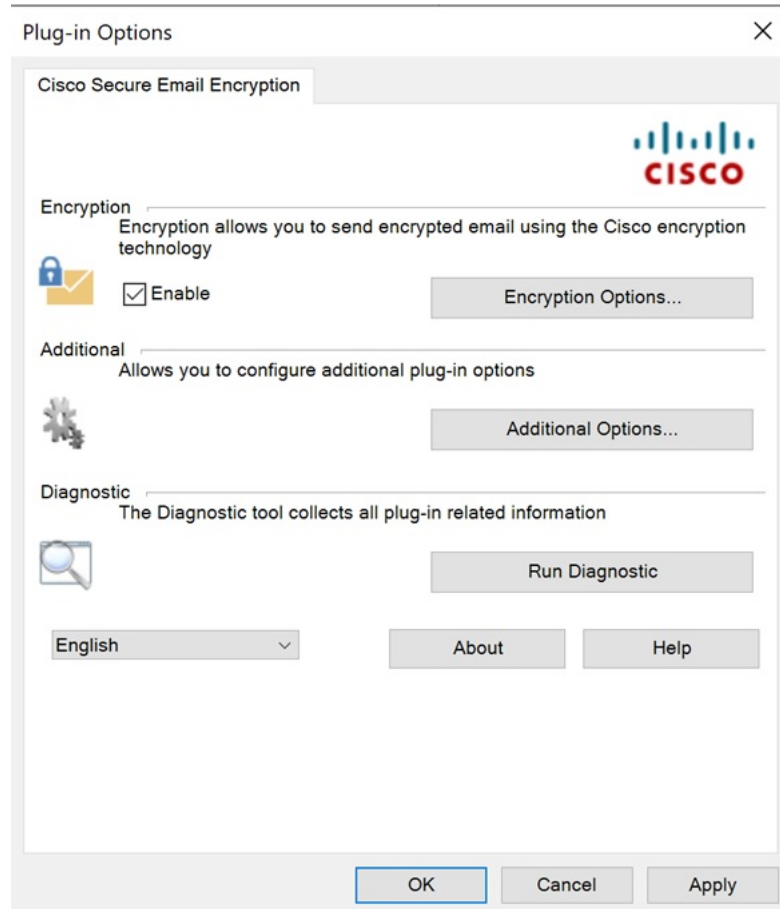 Plug-in Options
Cisco Secure Email Encryption
CISCO
Encryption
Encryption allows you to send encrypted email using the Cisco encryption
technology
Enable
Encryption Options...
Additional
Allows you to configure additional plug-in options
Additional Options...
Diagnostic
The Diagnostic tool collects all plug-in related information
Run Diagnostic
English
About
Help
OK
Cancel
Apply